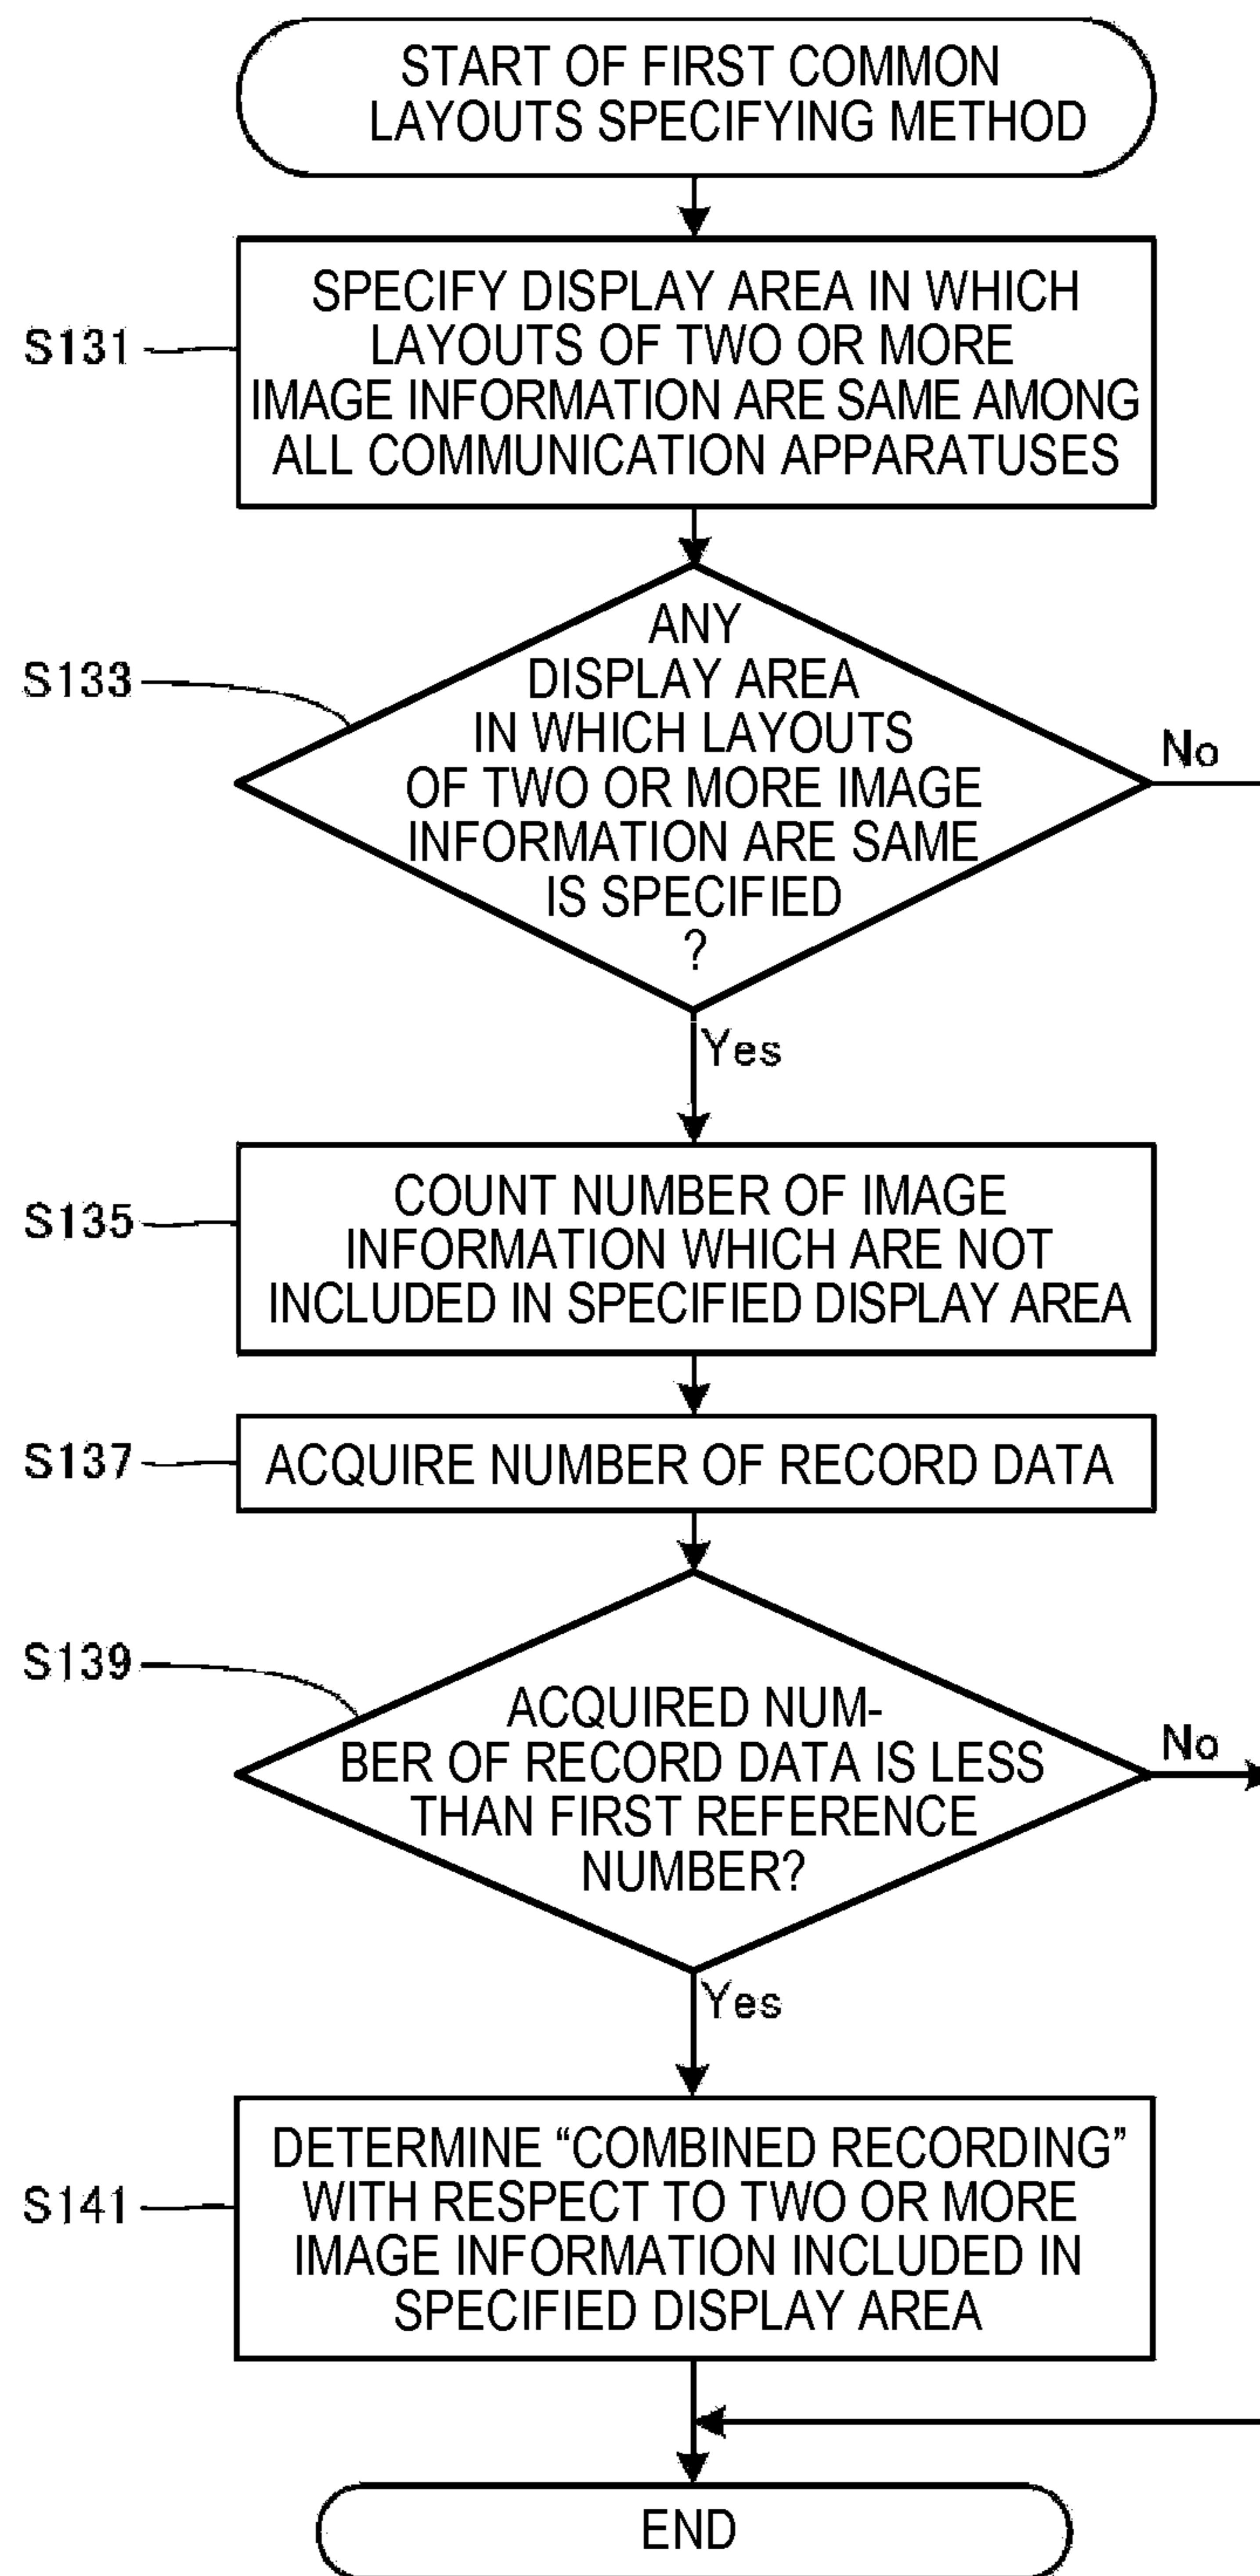 START OF FIRST COMMON
LAYOUTS SPECIFYING METHOD
S131
SPECIFY DISPLAY AREA IN WHICH
LAYOUTS OF TWO OR MORE
IMAGE INFORMATION ARE SAME AMONG
ALL COMMUNICATION APPARATUSES
S133
ANY
DISPLAY AREA
IN WHICH LAYOUTS
OF TWO OR MORE IMAGE
INFORMATION ARE SAME
IS SPECIFIED
?
No
Yes
S135
COUNT NUMBER OF IMAGE
INFORMATION WHICH ARE NOT
INCLUDED IN SPECIFIED DISPLAY AREA
S137
ACQUIRE NUMBER OF RECORD DATA
S139
ACQUIRED NUM-
BER OF RECORD DATA IS LESS
THAN FIRST REFERENCE
NUMBER?
No
Yes
S141
DETERMINE “COMBINED RECORDING”
WITH RESPECT TO TWO OR MORE
IMAGE INFORMATION INCLUDED IN
SPECIFIED DISPLAY AREA
END